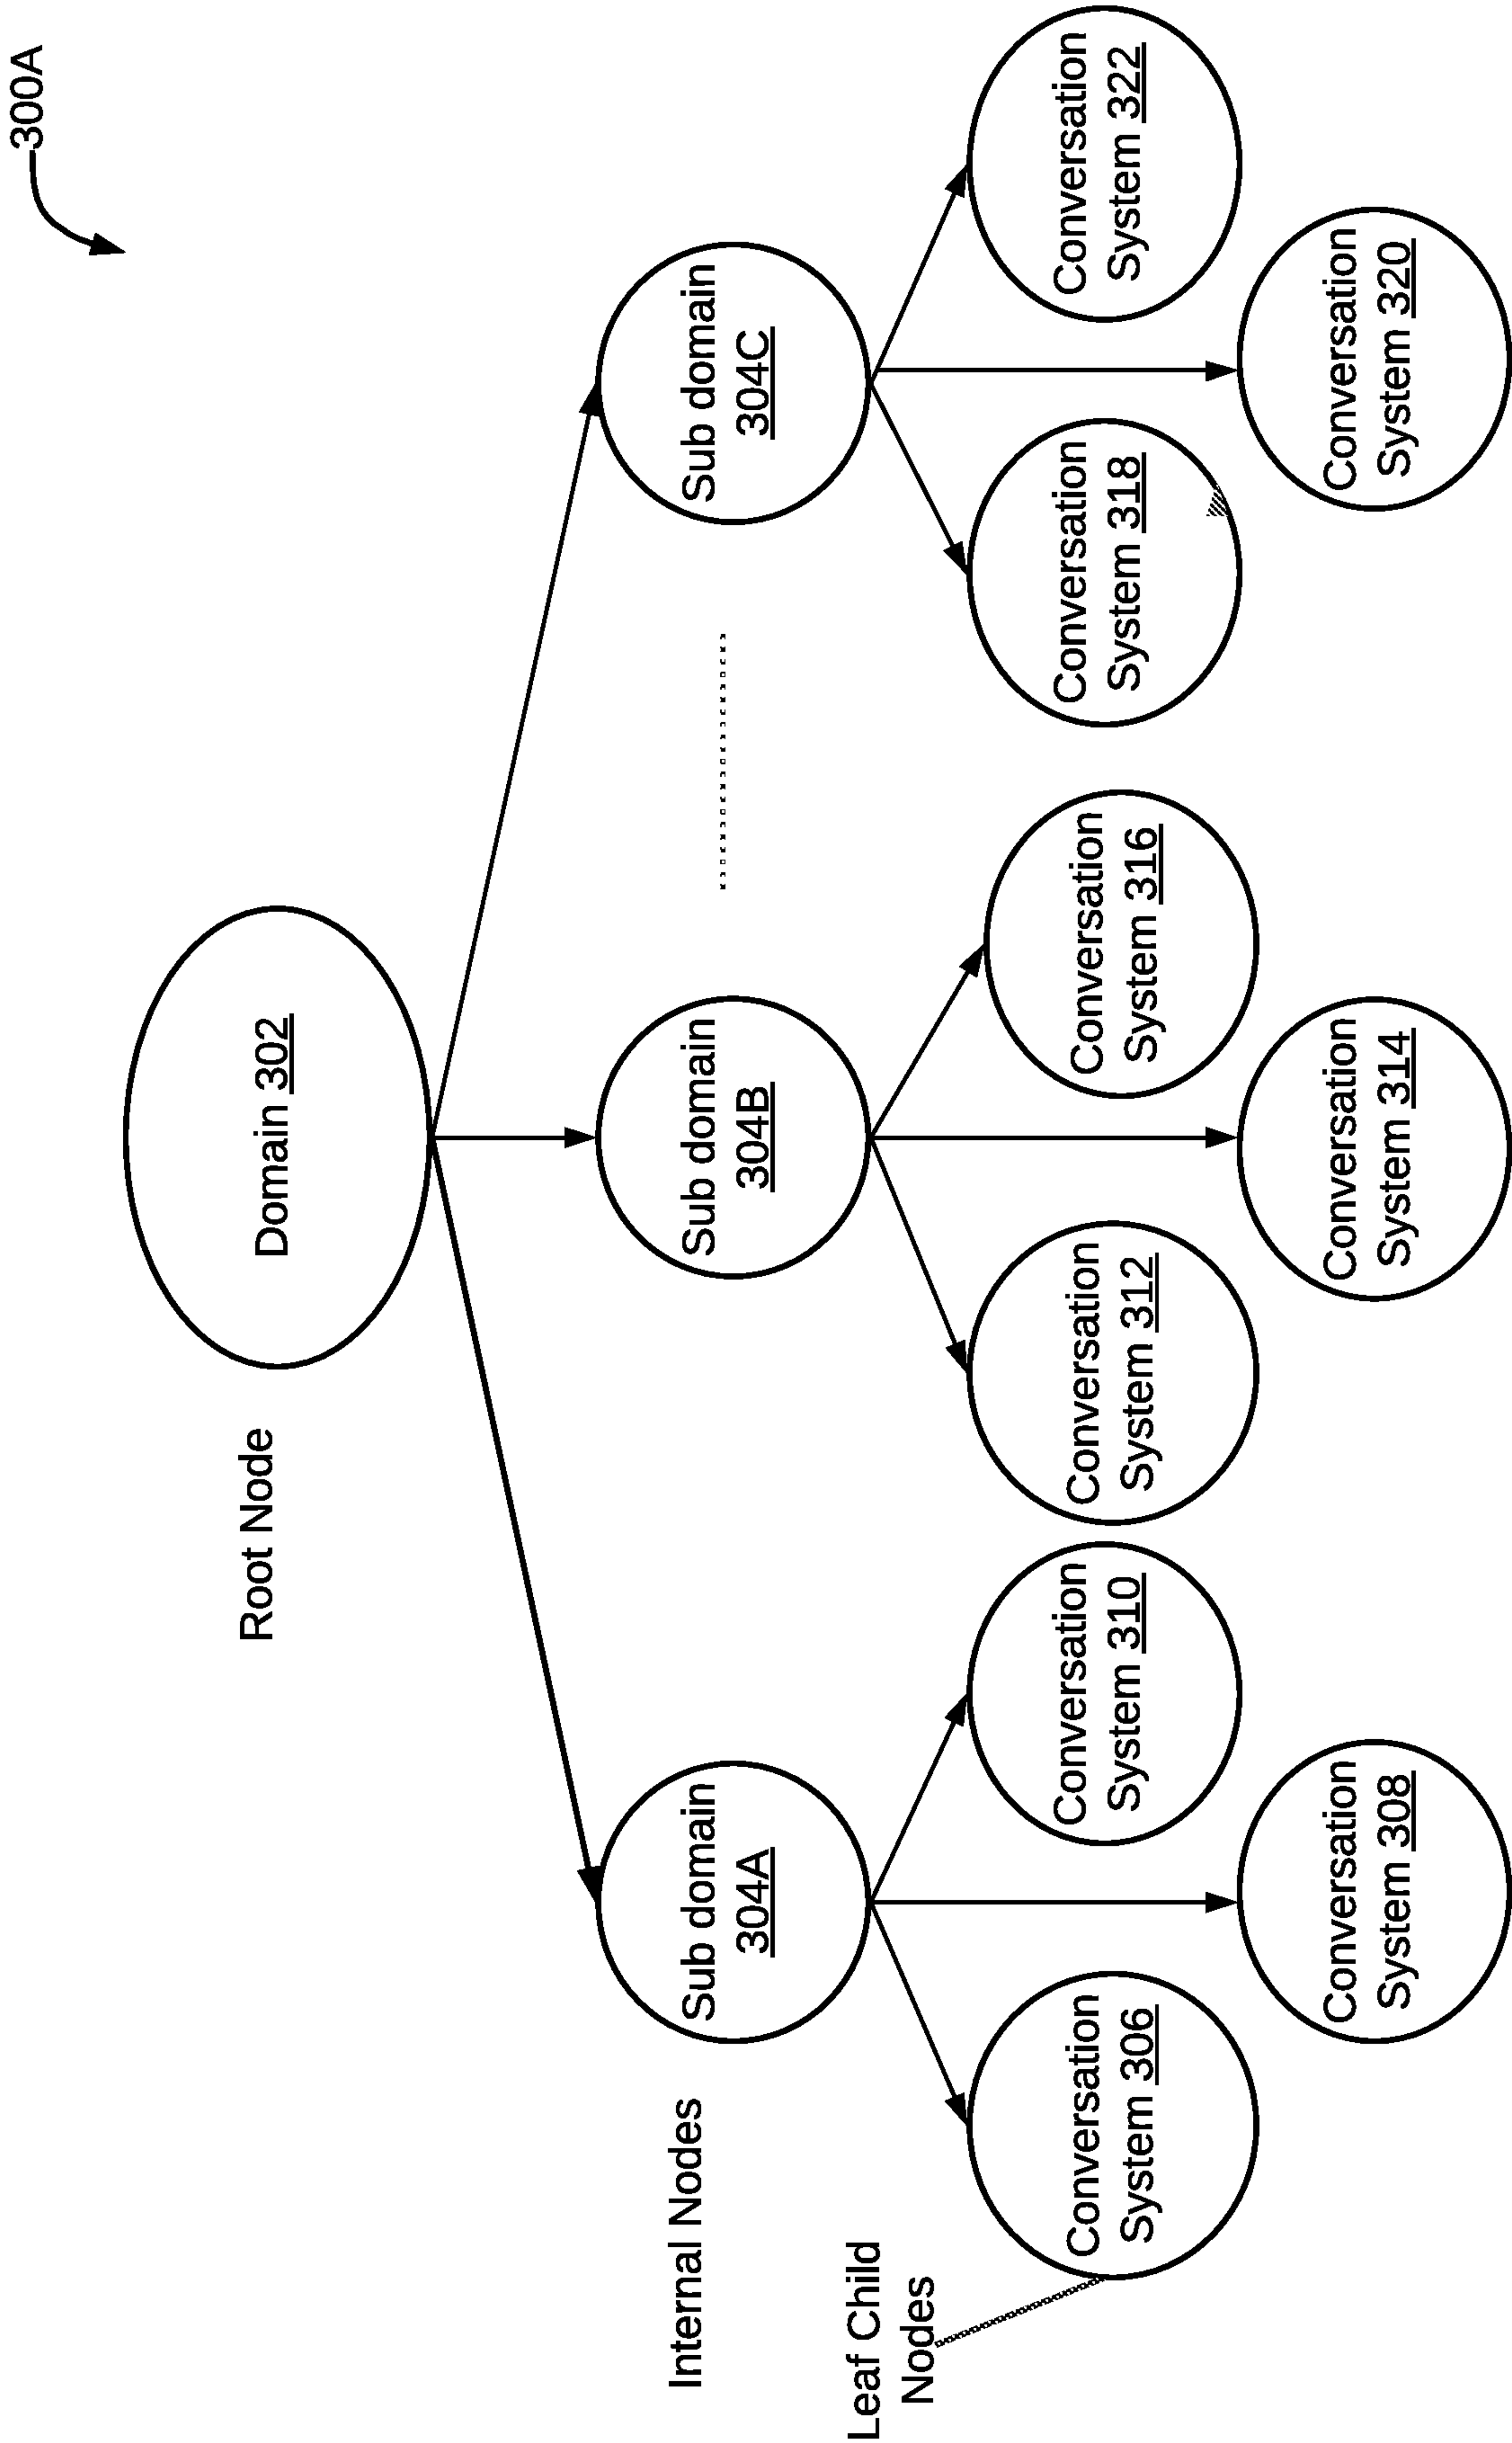 300A
Root Node
Domain 302
Internal Nodes
Sub domain
304A
Sub domain
304B
Sub domain
304C
Leaf Child
Nodes
Conversation
System 306
Conversation
System 308
Conversation
System 310
Conversation
System 312
Conversation
System 314
Conversation
System 316
Conversation
System 318
Conversation
System 320
Conversation
System 322